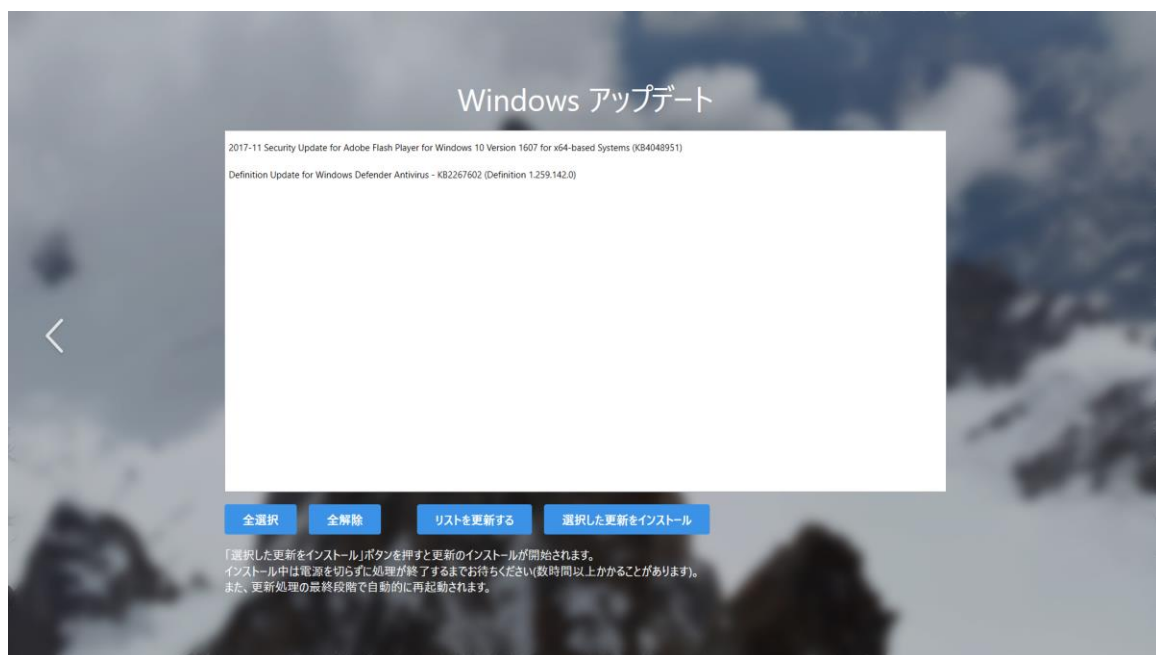 Windows アップデート
2017-11 Security Update for Adobe Flash Player for Windows 10 Version 1607 for x64-based Systems (KB4048951)
Definition Update for Windows Defender Antivirus - KB2267602 (Definition 1.259.142.0)
全選択 全解除 リストを更新する 選択した更新をインストール
「選択した更新をインストール」ボタンを押すと更新のインストールが開始されます。
インストール中は電源を切らずに処理が終了するまでお待ちください(数時間以上かかることがあります)。
また、更新処理の最終段階で自動的に再起動されます。